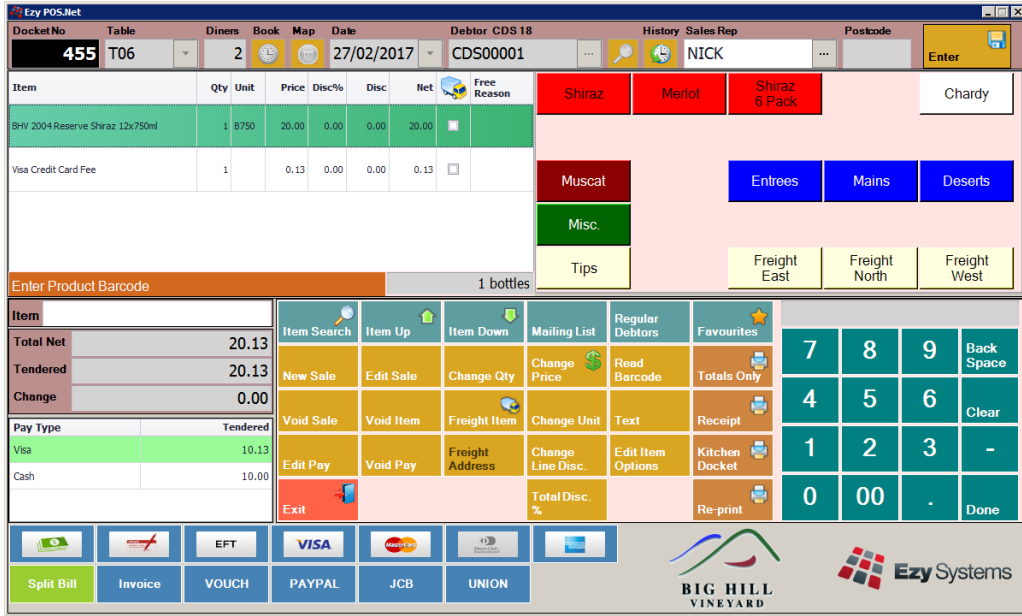 Ezy POS.Net
Docket No Table Diners Book Map Date Debtor CDS 18 History Sales Rep Postcode
455 T06 2 27/02/2017 CDS00001 ... NICK ... Enter
Item Qty Unit Price Disc% Disc Net Free Reason
BHV 2004 Reserve Shiraz 12x750ml 1 B750 20.00 0.00 0.00 20.00
Visa Credit Card Fee 1 0.13 0.00 0.00 0.13
Enter Product Barcode 1 bottles
Shiraz Merlot Shiraz 6 Pack Chardy
Muscat Entrees Mains Deserts
Misc.
Tips Freight East Freight North Freight West
Item
Total Net 20.13
Tendered 20.13
Change 0.00
Pay Type Tendered
Visa 10.13
Cash 10.00
Item Search Item Up Item Down Mailing List Regular Debtors Favourites
New Sale Edit Sale Change Qty Change Price Read Barcode Totals Only
Void Sale Void Item Freight Item Change Unit Text Receipt
Edit Pay Void Pay Freight Address Change Line Disc. Edit Item Options Kitchen Docket
Exit Total Disc. % Re-print
7 8 9 Back Space
4 5 6 Clear
1 2 3 -
0 00 . Done
EFT VISA MasterCard
Split Bill Invoice VOUCH PAYPAL JCB UNION
BIG HILL
VINEYARD
Ezy Systems